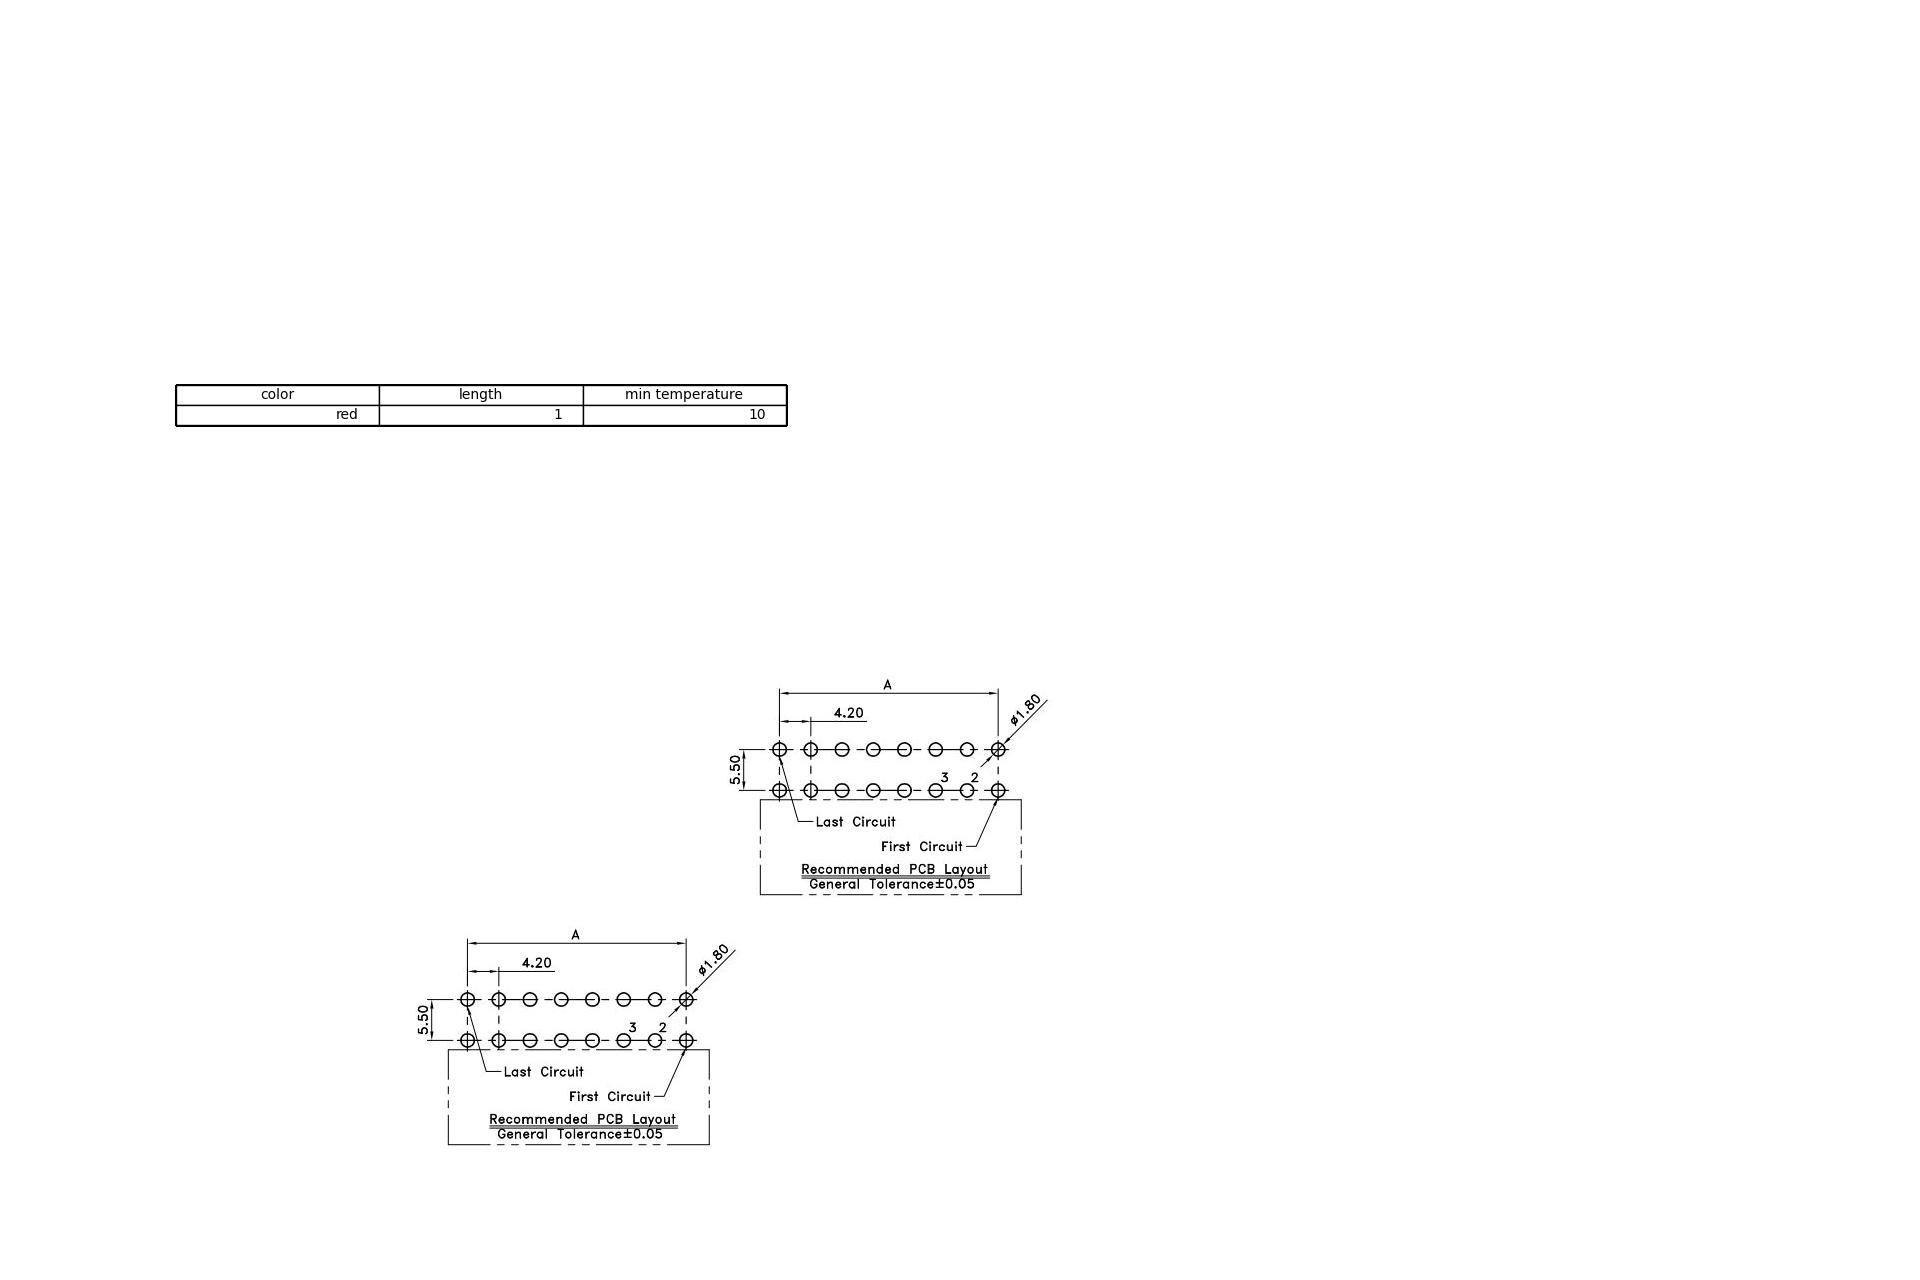 color length min temperature
red 1 10
A
4.20
ø1.80
5.50
3 2
Last Circuit
First Circuit
Recommended PCB Layout
General Tolerance±0.05
A
4.20
ø1.80
5.50
3 2
Last Circuit
First Circuit
Recommended PCB Layout
General Tolerance±0.05